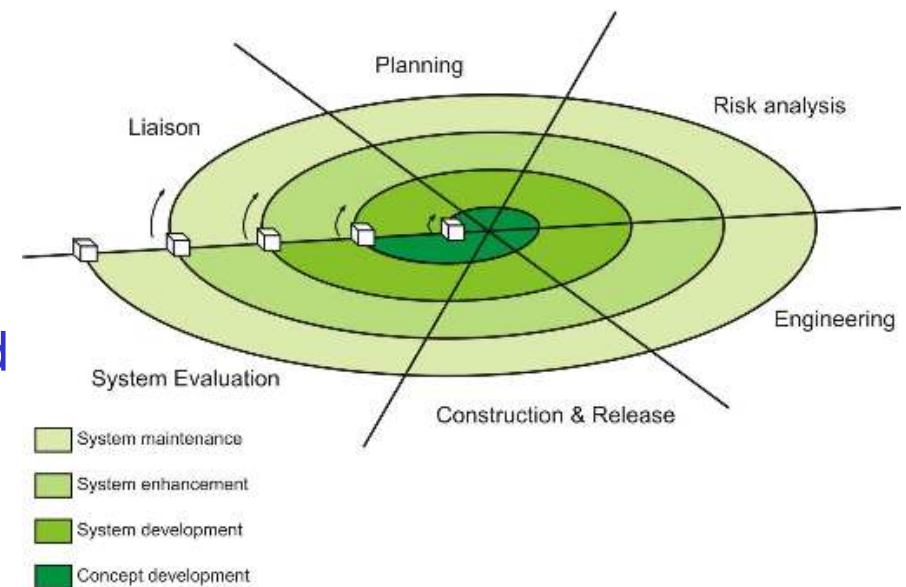 Planning
Risk analysis
Liaison
Engineering
d
System Evaluation
Construction & Release
System maintenance
System enhancement
System development
Concept development